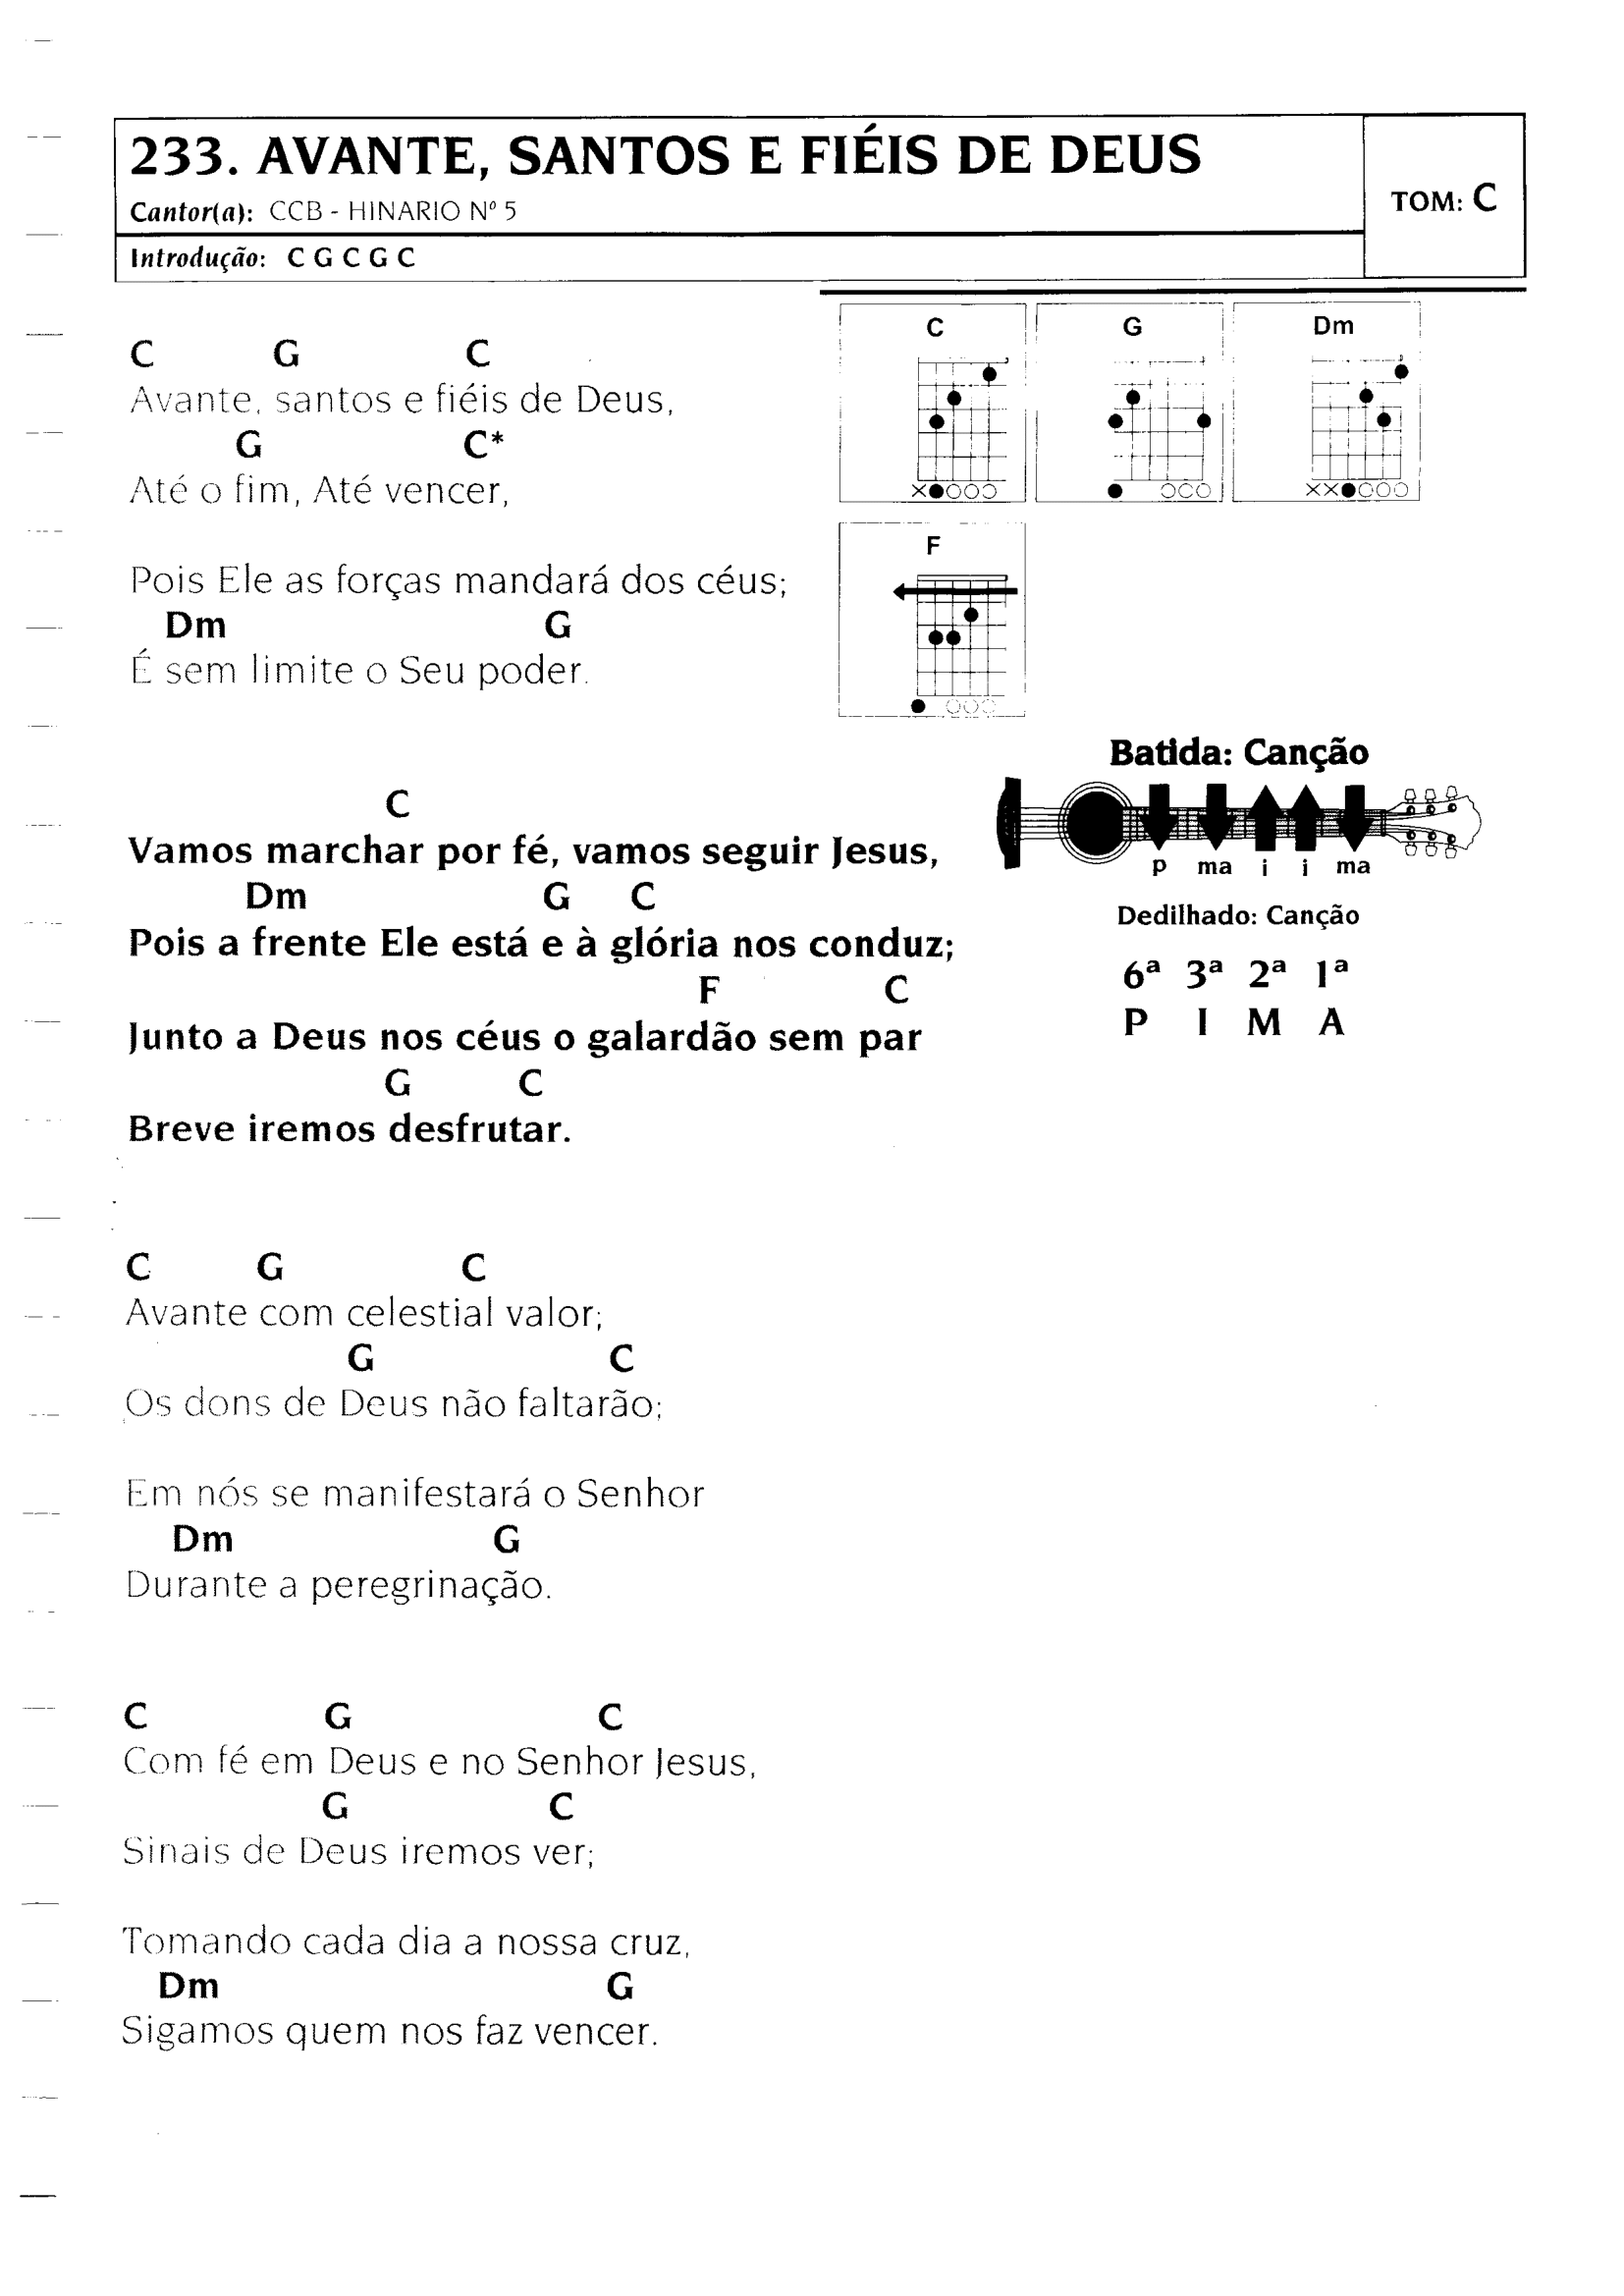 233. AVANTE, SANTOS E FIÉIS DE DEUS
Cantor(a): CCB - HINARIO Nº 5
TOM: C
Introdução: C G C G C
C G C
Avante, santos e fiéis de Deus,
G C*
Até o fim, Até vencer,
Pois Ele as forças mandará dos céus;
Dm G
É sem limite o Seu poder.
C
Vamos marchar por fé, vamos seguir Jesus,
Dm G C
Pois a frente Ele está e à glória nos conduz;
F C
Junto a Deus nos céus o galardão sem par
G C
Breve iremos desfrutar.
C G C
Avante com celestial valor;
G C
Os dons de Deus não faltarão;
Em nós se manifestará o Senhor
Dm G
Durante a peregrinação.
C G C
Com fé em Deus e no Senhor Jesus,
G C
Sinais de Deus iremos ver;
Tomando cada dia a nossa cruz,
Dm G
Sigamos quem nos faz vencer.
C G Dm
F
Batida: Canção
p ma i i ma
Dedilhado: Canção
6ª 3ª 2ª 1ª
P I M A